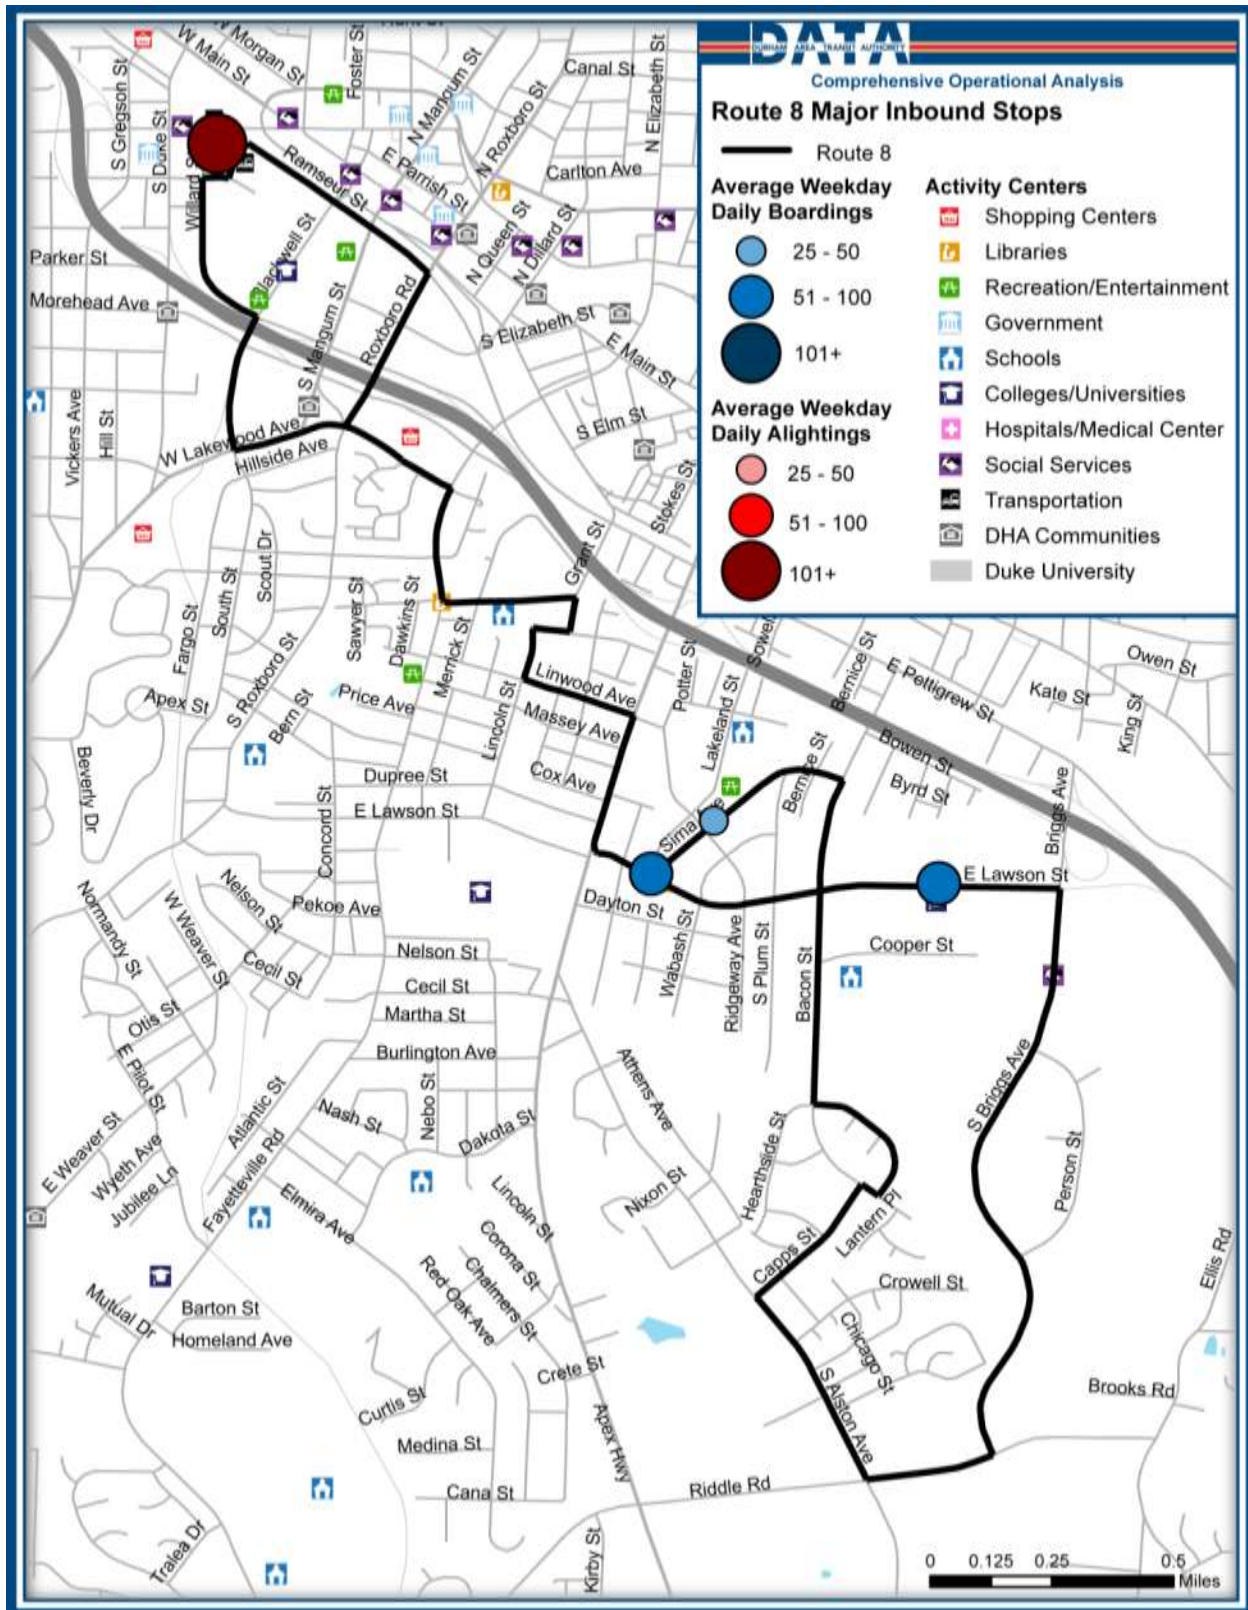 DATA
DURHAM AREA TRANSIT AUTHORITY
Comprehensive Operational Analysis
Route 8 Major Inbound Stops
Route 8
Average Weekday
Daily Boardings
25 - 50
51 - 100
101+
Average Weekday
Daily Alightings
25 - 50
51 - 100
101+
Activity Centers
Shopping Centers
Libraries
Recreation/Entertainment
Government
Schools
Colleges/Universities
Hospitals/Medical Center
Social Services
Transportation
DHA Communities
Duke University
W Morgan St
W Main St
Foster St
N Mangum St
Canal St
N Elizabeth St
S Gregson St
S Duke St
N Roxboro St
E Parrish St
Ramseur St
Carlton Ave
Willard S
Blackwell St
N Queen St
N Dillard St
Parker St
Morehead Ave
S Mangum St
Roxboro Rd
S Elizabeth St
E Main St
Vickers Ave
Hill St
W Lakewood Ave
Hillside Ave
S Elm St
Stokes St
Grant St
Scout Dr
South St
Fargo St
Sawyer St
Dawkins St
Merrick St
S Roxboro St
Apex St
Bern St
Price Ave
Lincoln St
Linwood Ave
Massey Ave
Potter St
Lakeland St
Bernice St
E Pettigrew St
Kate St
Owen St
King St
Bowen St
Byrd St
Bernice St
Briggs Ave
Beverly Dr
Dupree St
Cox Ave
E Lawson St
Concord St
Sima Ave
E Lawson St
Nelson St
Pekoe Ave
Dayton St
Normandy St
W Weaver St
Cecil St
Nelson St
Cecil St
Martha St
Burlington Ave
Wabash St
Ridgeway Ave
S Plum St
Bacon St
Cooper St
Otis St
E Pilot St
Atlantic St
Nash St
Nebo St
Dakota St
Athens Ave
S Briggs Ave
E Weaver St
Wyeth Ave
Jubilee Ln
Fayetteville Rd
Elmira Ave
Lincoln St
Nixon St
Hearthside St
Person St
Lantern Pl
Capps St
Corona St
Chalmers St
Red Oak Ave
Crowell St
Ellis Rd
Mutual Dr
Barton St
Homeland Ave
Chicago St
Crete St
S Alston Ave
Brooks Rd
Curtis St
Apex Hwy
Medina St
Cana St
Riddle Rd
Tralea Dr
Kirby St
0 0.125 0.25 0.5
Miles